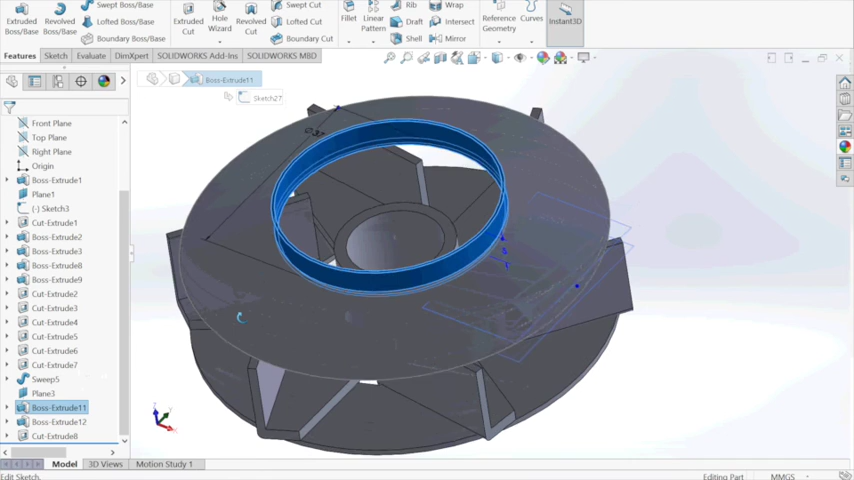 Extruded Boss/Base
Revolved Boss/Base
Swept Boss/Base
Lofted Boss/Base
Boundary Boss/Base
Extruded Cut
Hole Wizard
Revolved Cut
Swept Cut
Lofted Cut
Boundary Cut
Fillet
Linear Pattern
Rib
Draft
Shell
Wrap
Intersect
Mirror
Reference Geometry
Curves
Instant3D
Features
Sketch
Evaluate
DimXpert
SOLIDWORKS Add-Ins
SOLIDWORKS MBD
Boss-Extrude11
Sketch27
Front Plane
Top Plane
Right Plane
Origin
Boss-Extrude1
Plane1
(-) Sketch3
Cut-Extrude1
Boss-Extrude2
Boss-Extrude3
Boss-Extrude8
Boss-Extrude9
Cut-Extrude2
Cut-Extrude3
Cut-Extrude4
Cut-Extrude5
Cut-Extrude6
Cut-Extrude7
Sweep5
Plane3
Boss-Extrude11
Boss-Extrude12
Cut-Extrude8
Model
3D Views
Motion Study 1
Edit Sketch.
Editing Part
MMGS